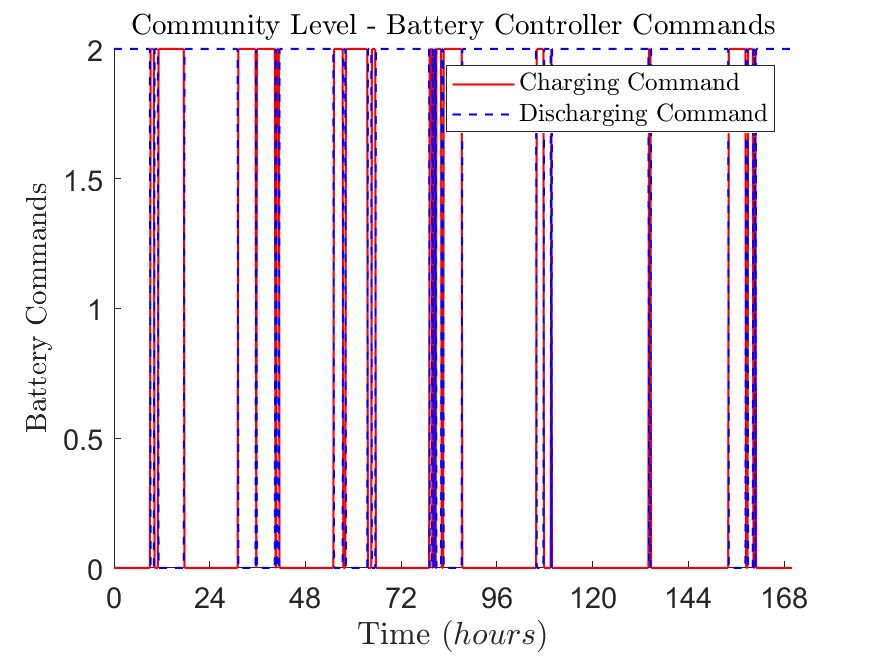 Community Level - Battery Controller Commands
2
Charging Command
Discharging Command
1.5
1
0.5
0
Battery Commands
0 24 48 72 96 120 144 168
Time (hours)